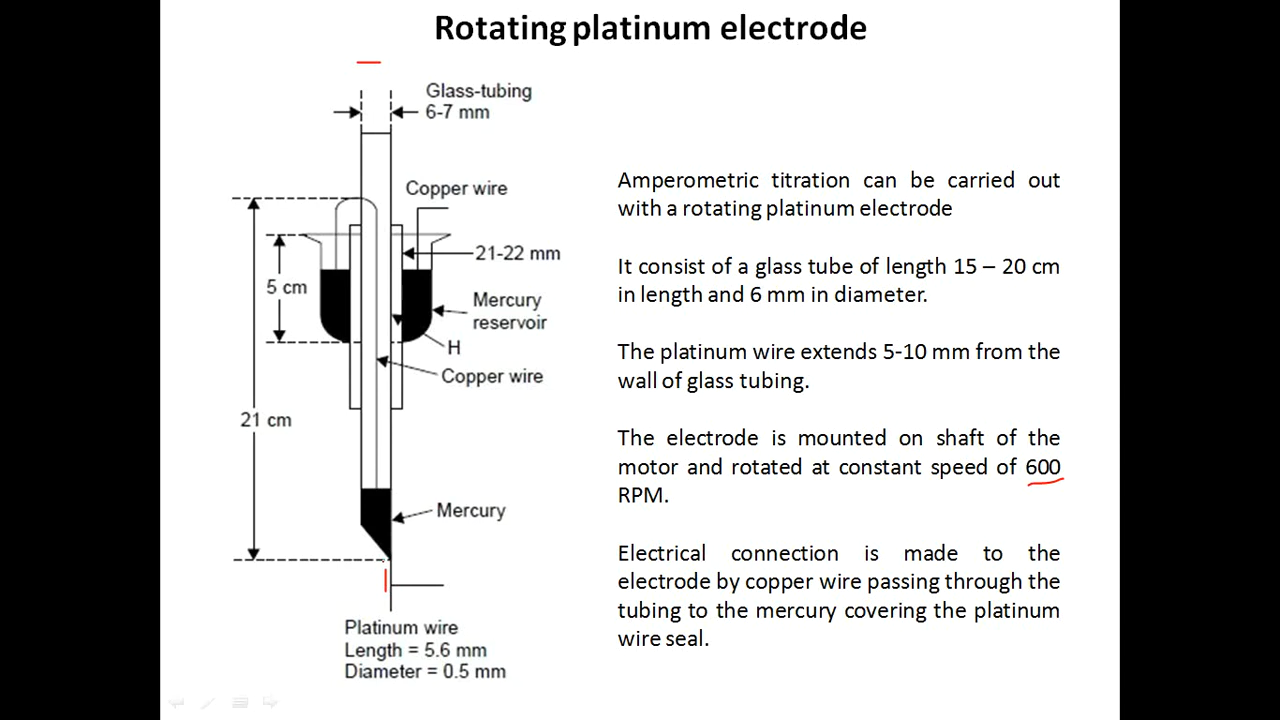 Rotating platinum electrode
Glass-tubing
6-7 mm
Copper wire
21-22 mm
5 cm
Mercury
reservoir
H
Copper wire
21 cm
Mercury
Platinum wire
Length = 5.6 mm
Diameter = 0.5 mm
Amperometric titration can be carried out
with a rotating platinum electrode
It consist of a glass tube of length 15 – 20 cm
in length and 6 mm in diameter.
The platinum wire extends 5-10 mm from the
wall of glass tubing.
The electrode is mounted on shaft of the
motor and rotated at constant speed of 600
RPM.
Electrical connection is made to the
electrode by copper wire passing through the
tubing to the mercury covering the platinum
wire seal.